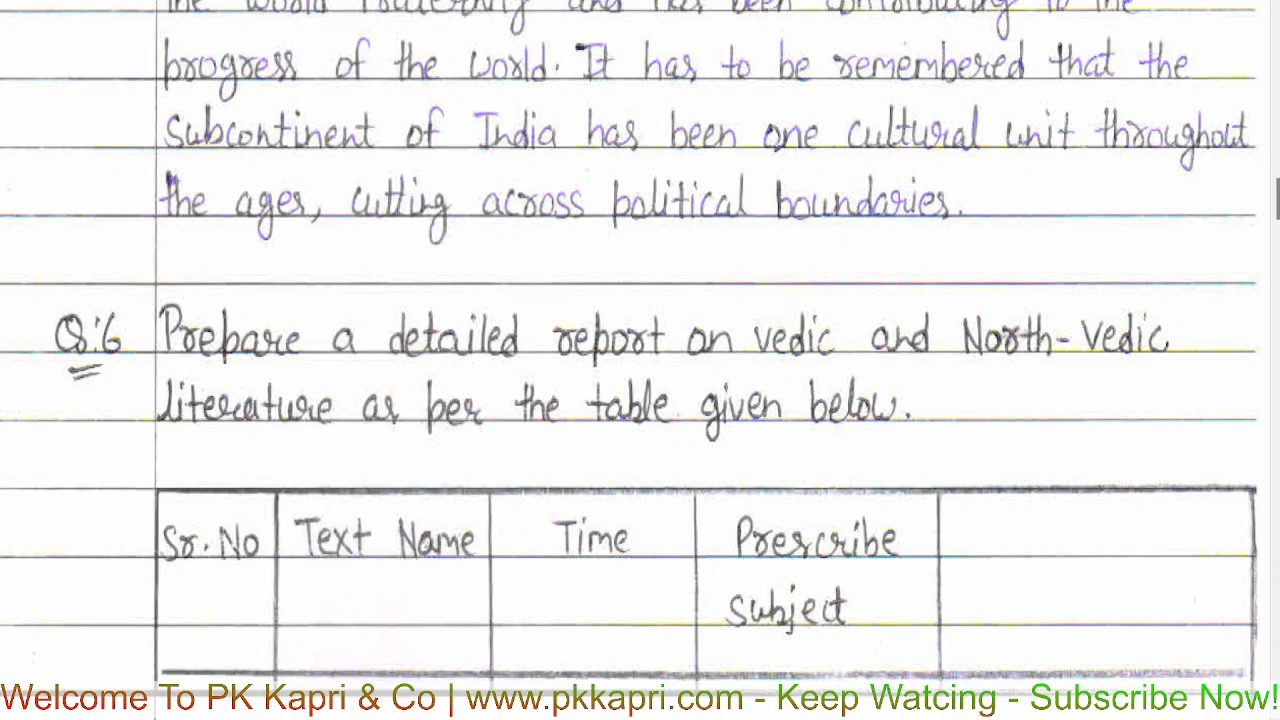 progress of the world. It has to be remembered that the
subcontinent of India has been one cultural unit throughout
the ages, cutting across political boundaries.
Q:6 Prepare a detailed report on vedic and North-Vedic
literature as per the table given below.
Sr.No Text Name Time Prescribe
subject
Welcome To PK Kapri & Co | www.pkkapri.com - Keep Watcing - Subscribe Now!